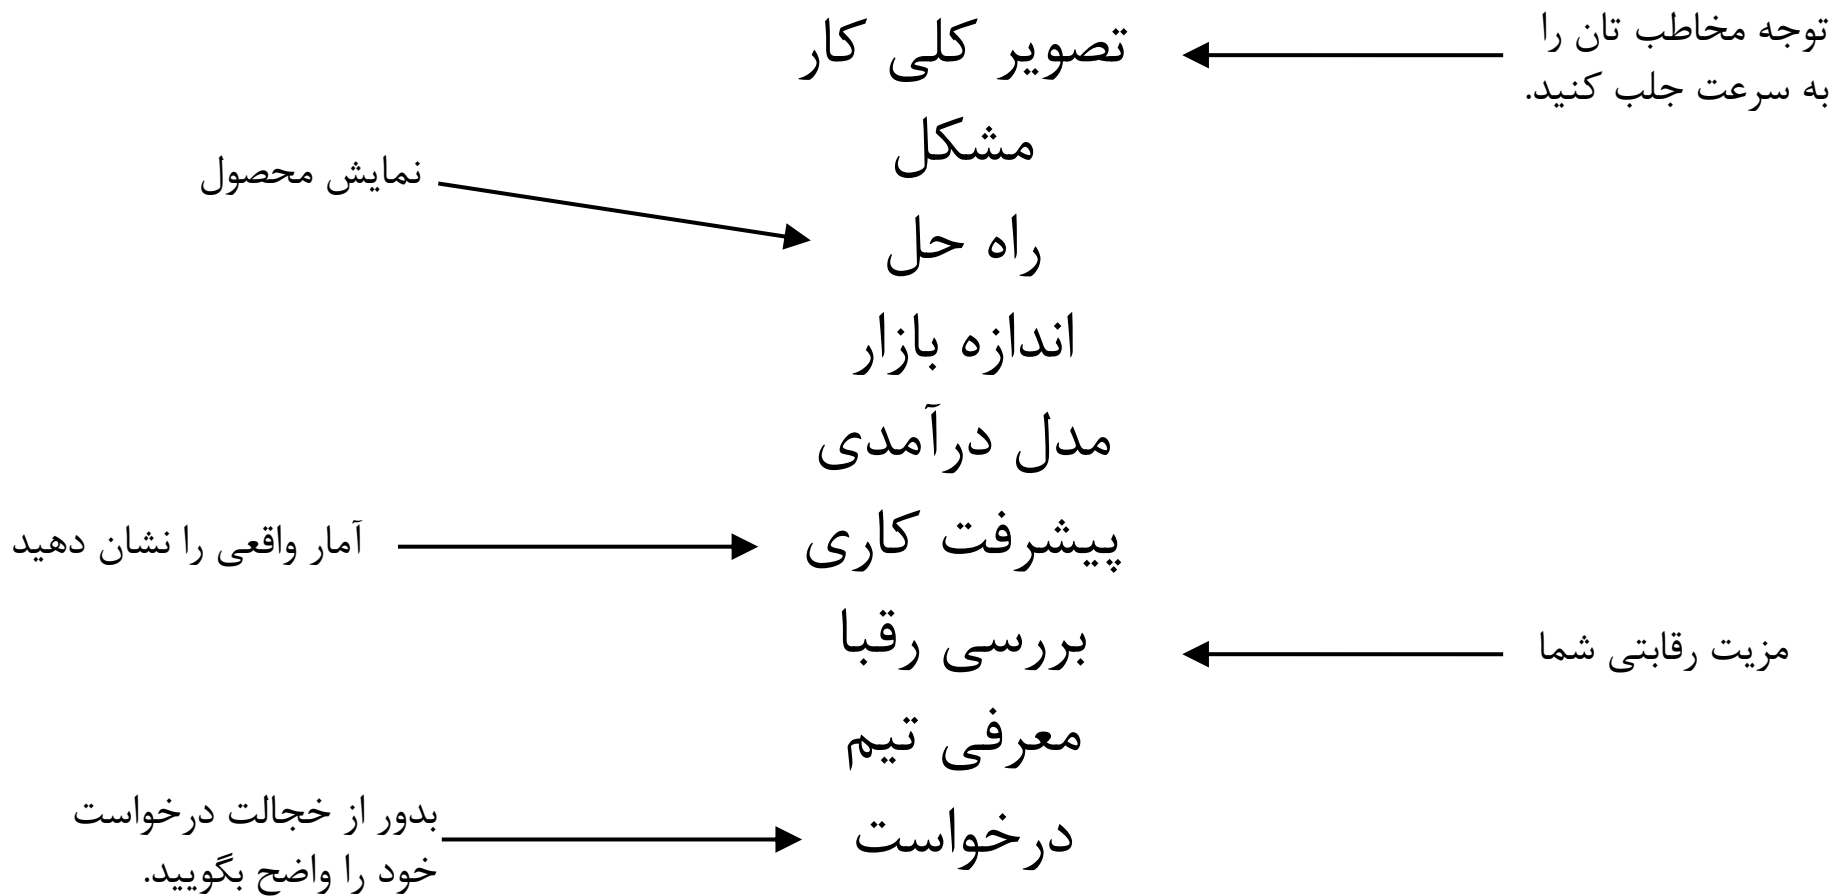 تصویر کلی کار
توجه مخاطب تان را
به سرعت جلب کنید.
مشکل
نمایش محصول
راه حل
اندازه بازار
مدل درآمدی
پیشرفت کاری
آمار واقعی را نشان دهید
بررسی رقبا
مزیت رقابتی شما
معرفی تیم
درخواست
بدور از خجالت درخواست
خود را واضح بگویید.